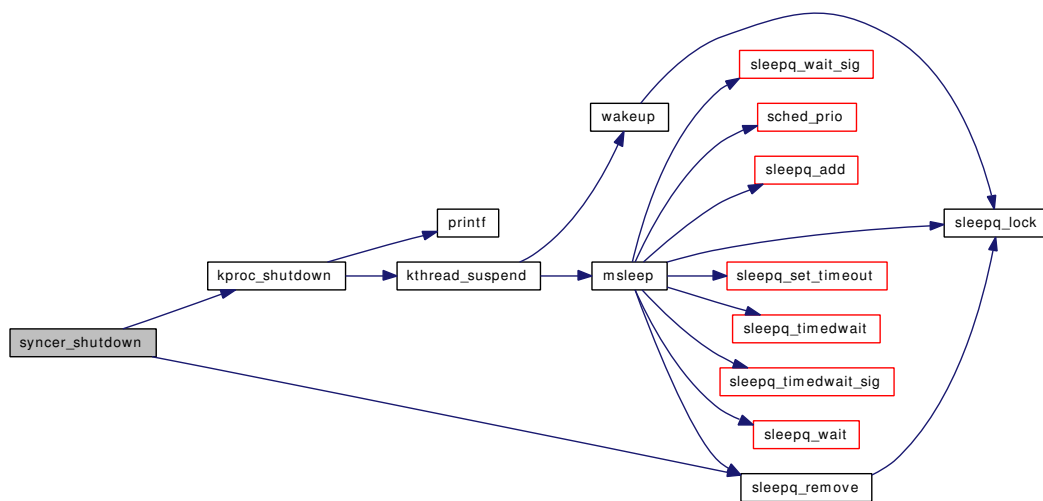 sleepq_wait_sig
wakeup
sched_prio
sleepq_add
printf
sleepq_lock
kproc_shutdown
kthread_suspend
msleep
sleepq_set_timeout
sleepq_timedwait
syncer_shutdown
sleepq_timedwait_sig
sleepq_wait
sleepq_remove